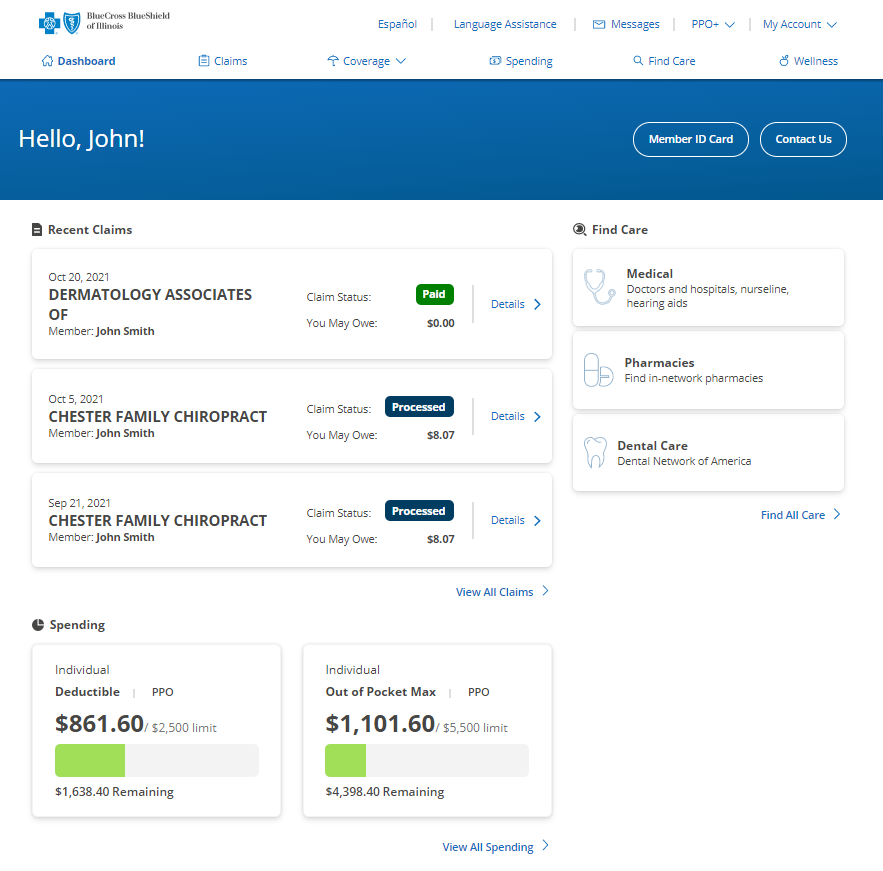 BlueCross BlueShield
of Illinois
Español
Language Assistance
Messages
PPO+
My Account
Dashboard
Claims
Coverage
Spending
Find Care
Wellness
Hello, John!
Member ID Card
Contact Us
Recent Claims
Oct 20, 2021
DERMATOLOGY ASSOCIATES
OF
Member: John Smith
Claim Status: Paid
You May Owe: $0.00
Details
Oct 5, 2021
CHESTER FAMILY CHIROPRACT
Member: John Smith
Claim Status: Processed
You May Owe: $8.07
Details
Sep 21, 2021
CHESTER FAMILY CHIROPRACT
Member: John Smith
Claim Status: Processed
You May Owe: $8.07
Details
View All Claims
Find Care
Medical
Doctors and hospitals, nurseline,
hearing aids
Pharmacies
Find in-network pharmacies
Dental Care
Dental Network of America
Find All Care
Spending
Individual
Deductible | PPO
$861.60/ $2,500 limit
$1,638.40 Remaining
Individual
Out of Pocket Max | PPO
$1,101.60/ $5,500 limit
$4,398.40 Remaining
View All Spending